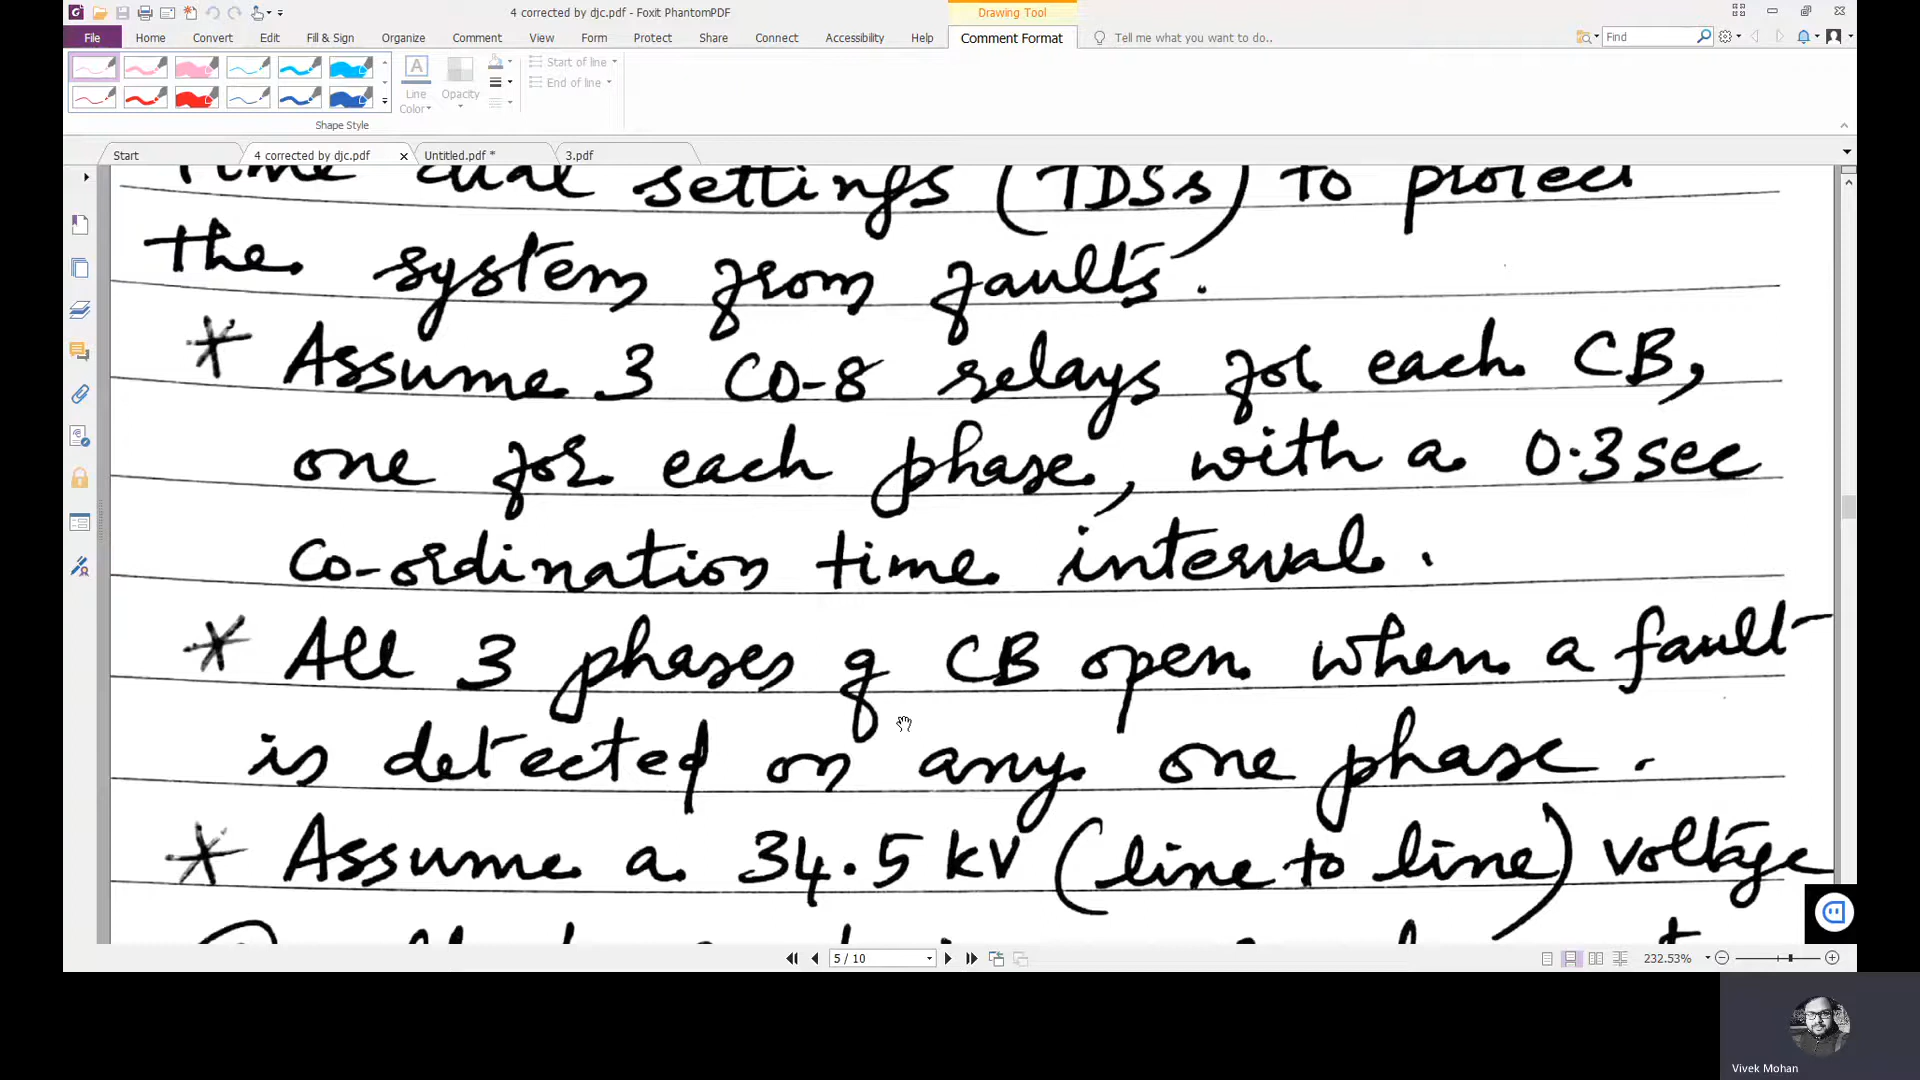 4 corrected by djc.pdf - Foxit PhantomPDF
Drawing Tool
File Home Convert Edit Fill & Sign Organize Comment View Form Protect Share Connect Accessibility Help Comment Format Tell me what you want to do.. Find
Line Color
Opacity
Start of line
End of line
Shape Style
Start 4 corrected by djc.pdf Untitled.pdf * 3.pdf
Time dial settings (TDSs) to protect
the system from faults.
* Assume 3 CO-8 relays for each CB,
one for each phase, with a 0.3 sec
co-ordination time interval.
* All 3 phases of CB open when a fault
is detected on any one phase.
* Assume a 34.5 kV (line to line) voltage
5 / 10
232.53%
Vivek Mohan